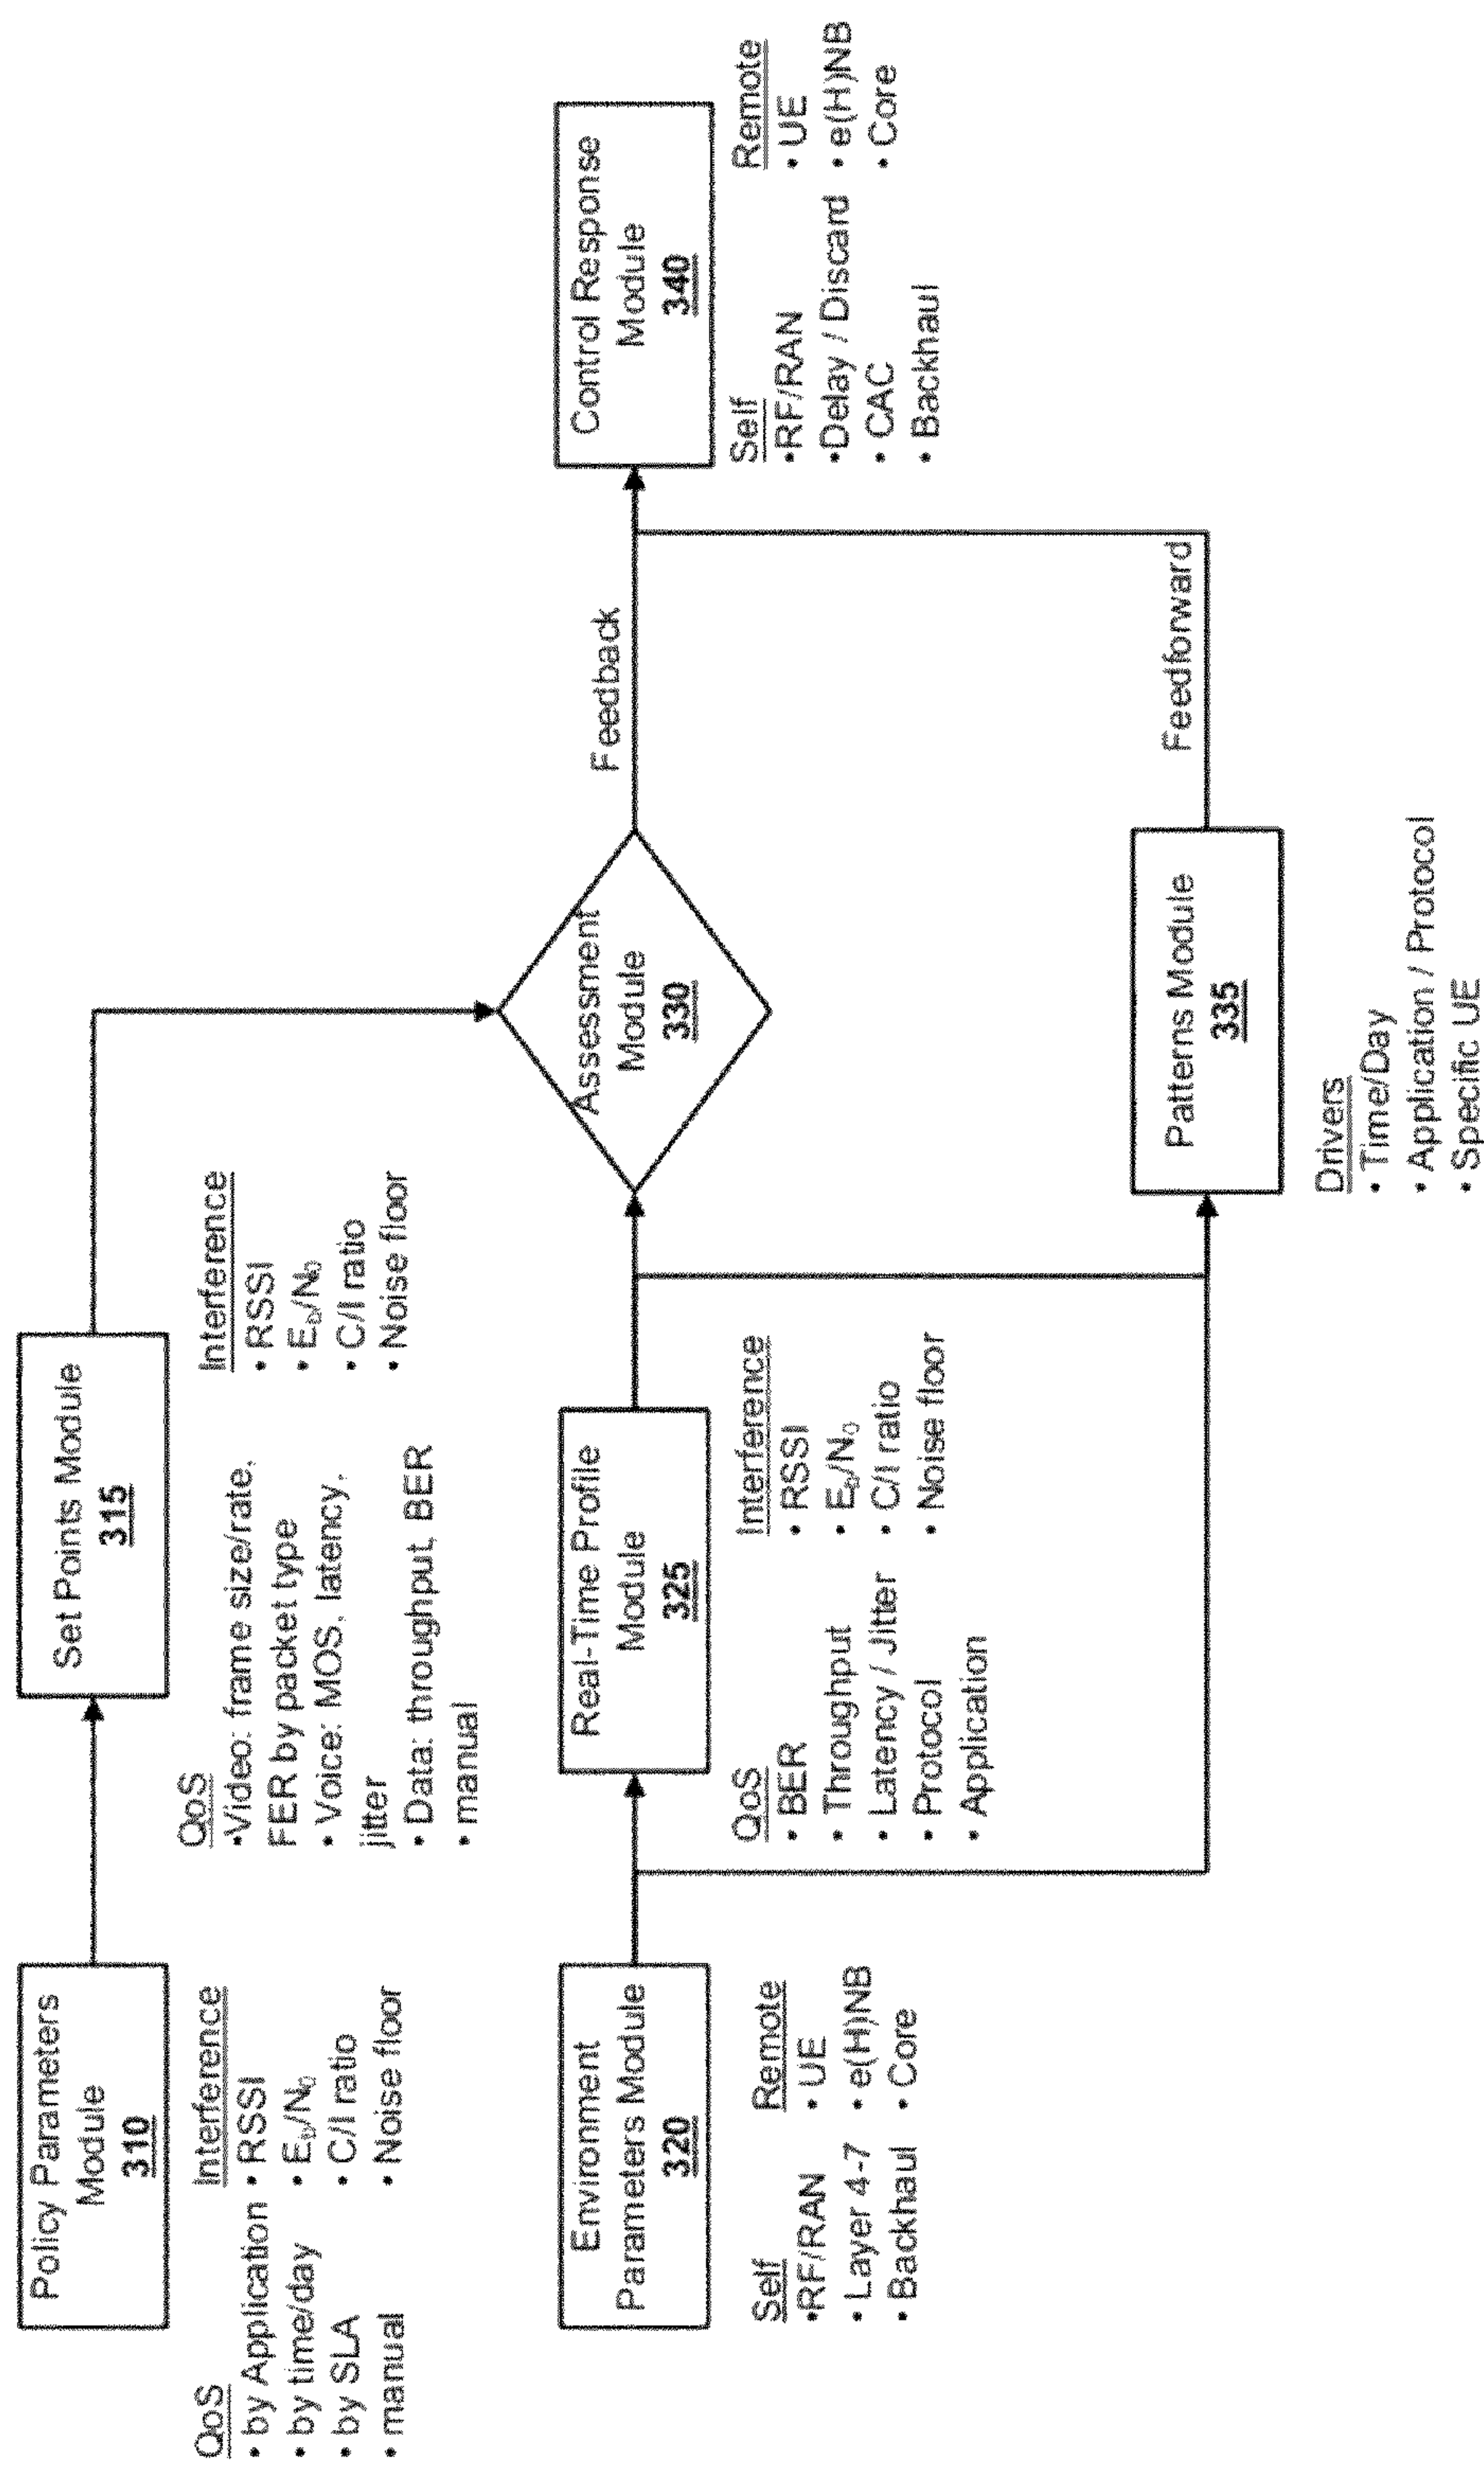 Policy Parameters
Module
310
QoS
• by Application
• by time/day
• by SLA
• manual
Interference
• RSSI
• Eb/N0
• C/I ratio
• Noise floor
Set Points Module
315
QoS
•Video: frame size/rate,
FER by packet type
• Voice: MOS, latency,
jitter
• Data: throughput, BER
• manual
Interference
• RSSI
• Eb/N0
• C/I ratio
• Noise floor
Environment
Parameters Module
320
Self
•RF/RAN
• Layer 4-7
• Backhaul
Remote
• UE
• e(H)NB
• Core
Real-Time Profile
Module
325
QoS
• BER
• Throughput
• Latency / Jitter
• Protocol
• Application
Interference
• RSSI
• Eb/N0
• C/I ratio
• Noise floor
Assessment
Module
330
Feedback
Control Response
Module
340
Self
•RF/RAN
•Delay / Discard
• CAC
• Backhaul
Remote
• UE
• e(H)NB
• Core
Patterns Module
335
Drivers
• Time/Day
• Application / Protocol
• Specific UE
Feedforward